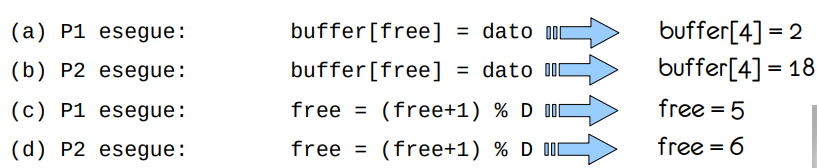 (a) P1 esegue: buffer[free] = dato buffer[4] = 2
(b) P2 esegue: buffer[free] = dato buffer[4] = 18
(c) P1 esegue: free = (free+1) % D free = 5
(d) P2 esegue: free = (free+1) % D free = 6